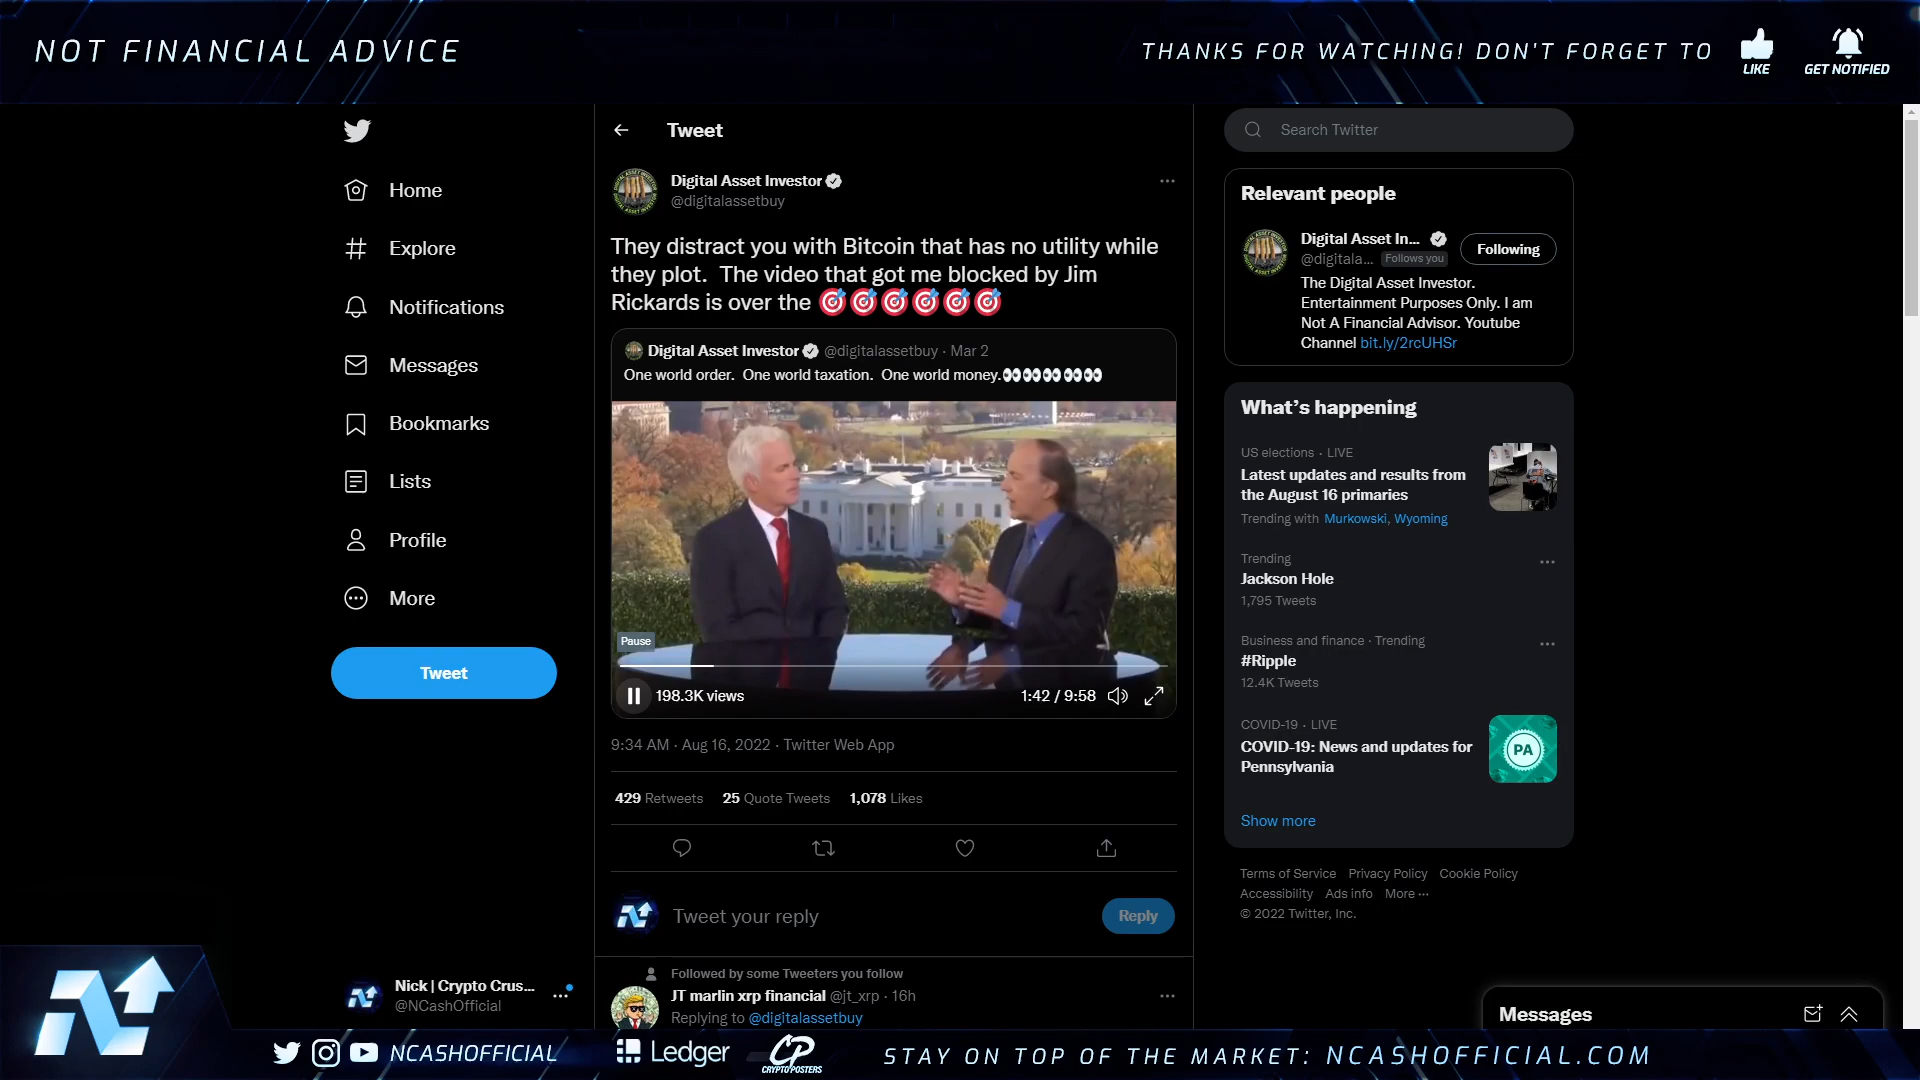 NOT FINANCIAL ADVICE
THANKS FOR WATCHING! DON'T FORGET TO
LIKE
GET NOTIFIED
Home
Explore
Notifications
Messages
Bookmarks
Lists
Profile
More
Tweet
Nick | Crypto Crus...
@NCashOfficial
Tweet
Digital Asset Investor
@digitalassetbuy
They distract you with Bitcoin that has no utility while
they plot.  The video that got me blocked by Jim
Rickards is over the 🎯🎯🎯🎯🎯🎯
Digital Asset Investor @digitalassetbuy · Mar 2
One world order.  One world taxation.  One world money.👀👀👀👀👀
Pause
198.3K views
1:42 / 9:58
9:34 AM · Aug 16, 2022 · Twitter Web App
429 Retweets 25 Quote Tweets 1,078 Likes
Tweet your reply
Reply
Followed by some Tweeters you follow
JT marlin xrp financial @jt_xrp · 16h
Replying to @digitalassetbuy
Search Twitter
Relevant people
Digital Asset In...
@digitala... Follows you
Following
The Digital Asset Investor.
Entertainment Purposes Only. I am
Not A Financial Advisor. Youtube
Channel bit.ly/2rcUHSr
What's happening
US elections · LIVE
Latest updates and results from
the August 16 primaries
Trending with Murkowski, Wyoming
Trending
Jackson Hole
1,795 Tweets
Business and finance · Trending
#Ripple
12.4K Tweets
COVID-19 · LIVE
COVID-19: News and updates for
Pennsylvania
PA
Show more
Terms of Service Privacy Policy Cookie Policy
Accessibility Ads info More ···
© 2022 Twitter, Inc.
Messages
NCASHOFFICIAL
Ledger
CP
CRYPTO POSTERS
STAY ON TOP OF THE MARKET: NCASHOFFICIAL.COM